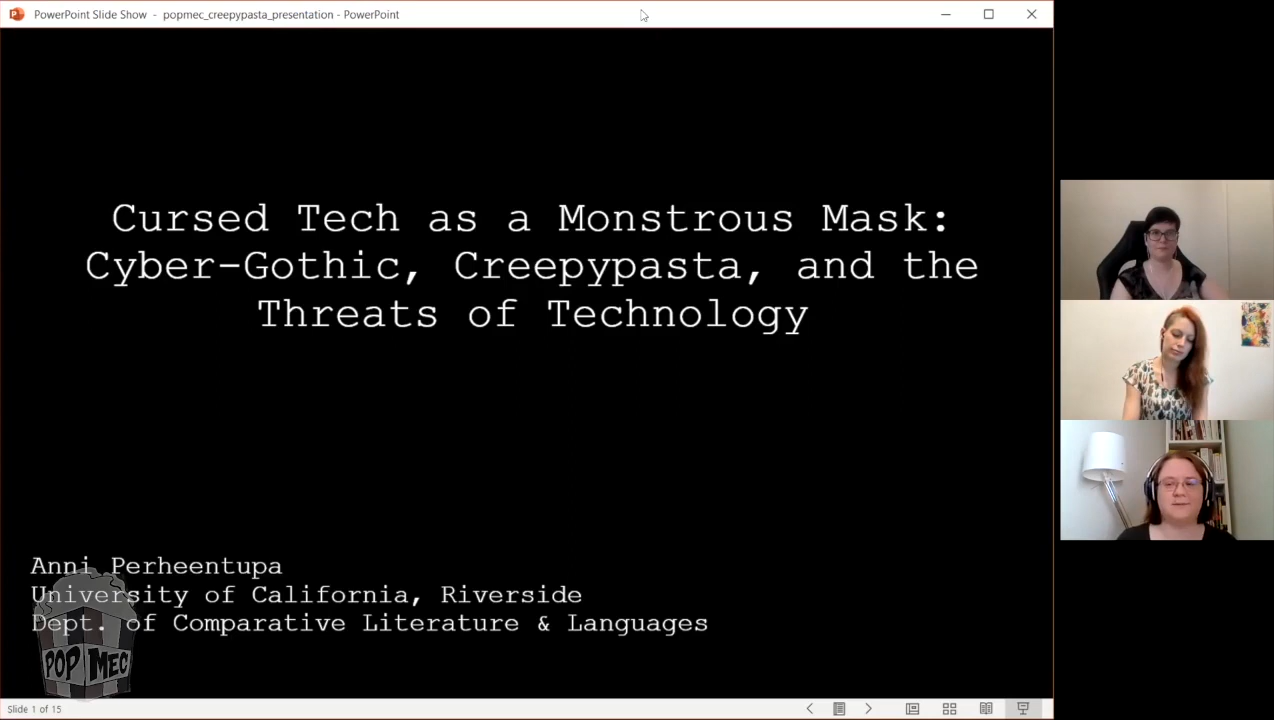 PowerPoint Slide Show - popmec_creepypasta_presentation - PowerPoint
Cursed Tech as a Monstrous Mask:
Cyber-Gothic, Creepypasta, and the
Threats of Technology
Anni Perheentupa
University of California, Riverside
Dept. of Comparative Literature & Languages
POP MEC
Slide 1 of 15